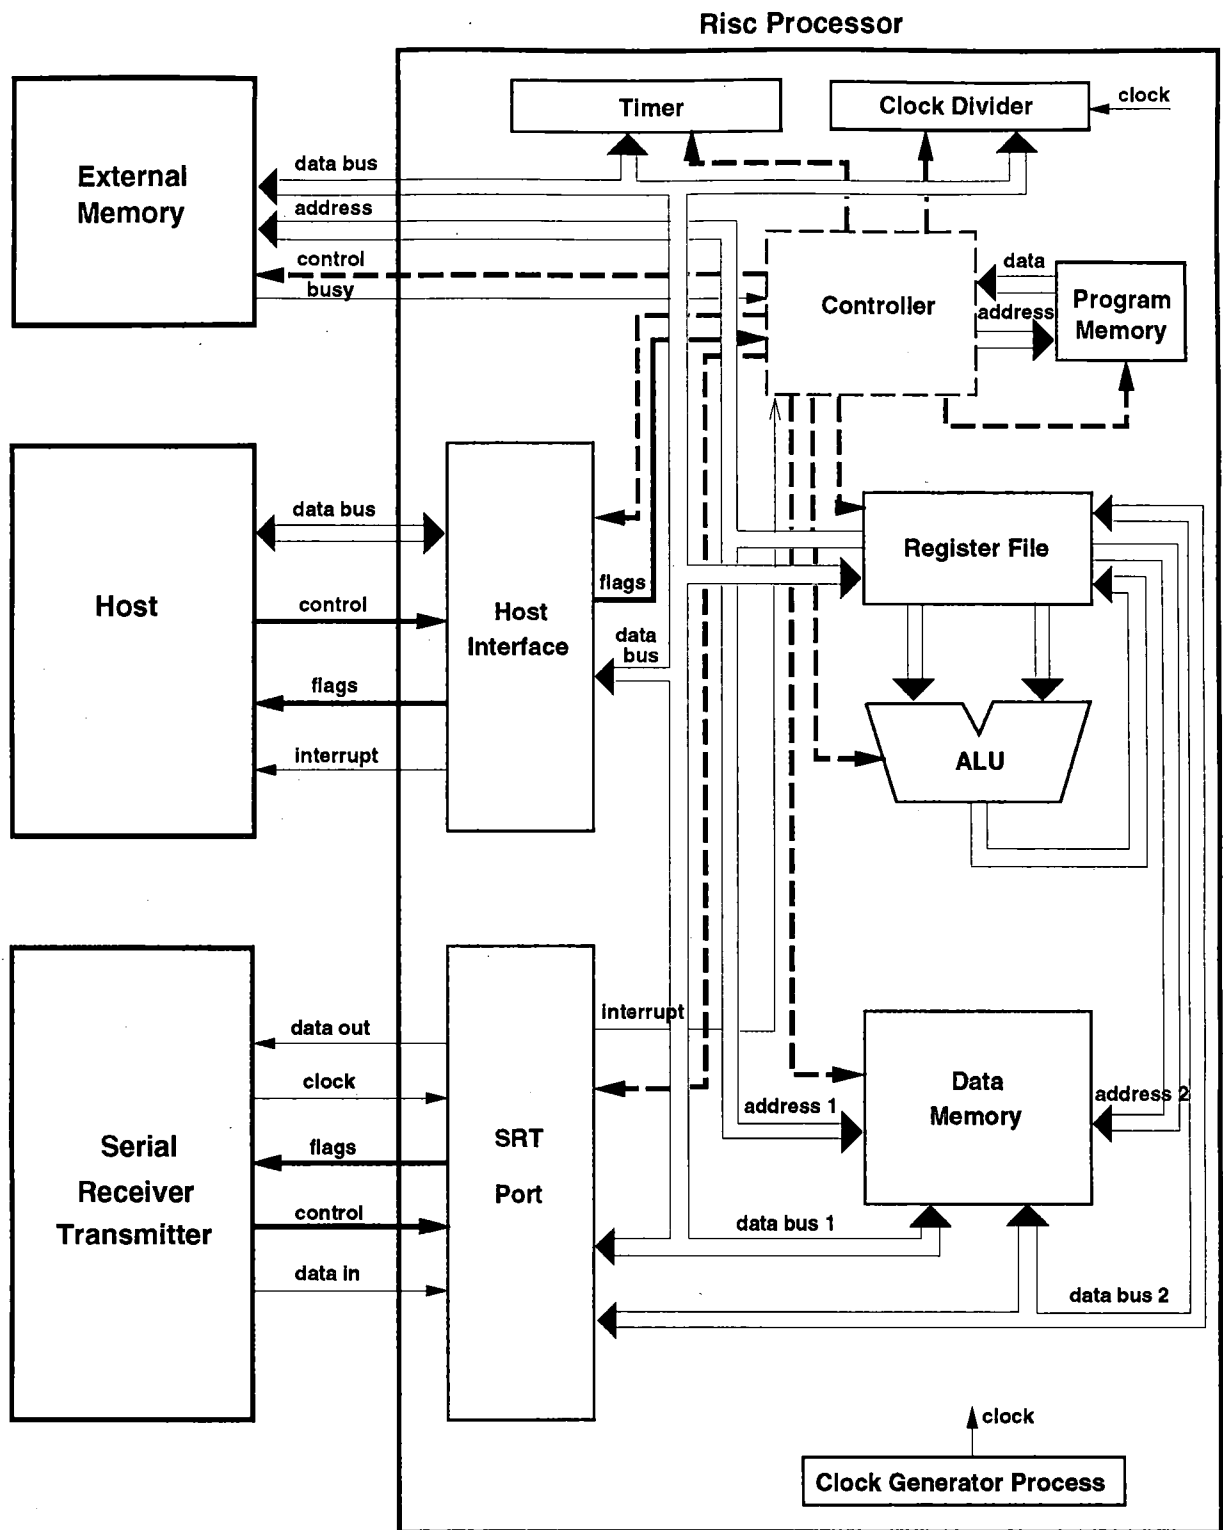 Risc Processor
Timer
Clock Divider
clock
External
Memory
data bus
address
control
busy
Controller
data
address
Program
Memory
Host
data bus
control
flags
interrupt
Host
Interface
flags
data
bus
Register File
ALU
Serial
Receiver
Transmitter
data out
clock
flags
control
data in
SRT
Port
interrupt
address 1
Data
Memory
address 2
data bus 1
data bus 2
clock
Clock Generator Process